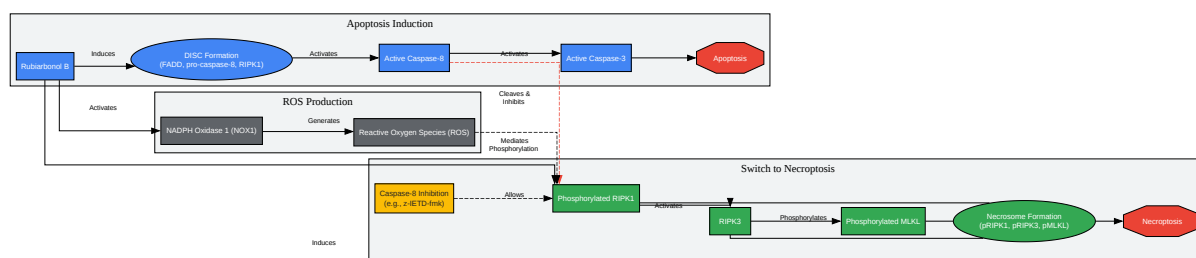 Apoptosis Induction
Rubiarbonol B
Induces
DISC Formation
(FADD, pro-caspase-8, RIPK1)
Activates
Active Caspase-8
Activates
Active Caspase-3
Apoptosis
Cleaves &
Inhibits
Activates
ROS Production
NADPH Oxidase 1 (NOX1)
Generates
Reactive Oxygen Species (ROS)
Mediates
Phosphorylation
Switch to Necroptosis
Caspase-8 Inhibition
(e.g., z-IETD-fmk)
Allows
Phosphorylated RIPK1
Activates
RIPK3
Phosphorylates
Phosphorylated MLKL
Necrosome Formation
(pRIPK1, pRIPK3, pMLKL)
Necroptosis
Induces